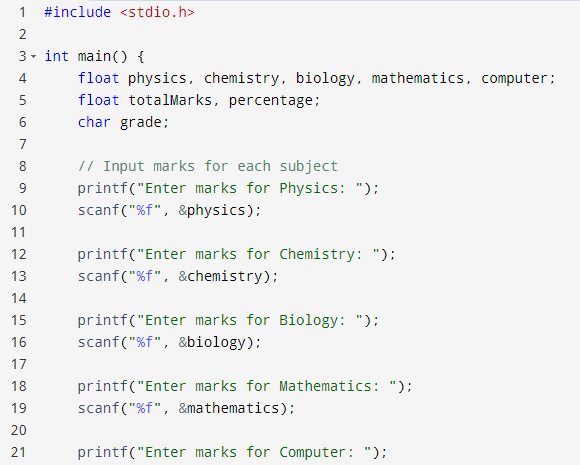 1 #include <stdio.h>
2
3 int main() {
4 float physics, chemistry, biology, mathematics, computer;
5 float totalMarks, percentage;
6 char grade;
7
8 // Input marks for each subject
9 printf("Enter marks for Physics: ");
10 scanf("%f", &physics);
11
12 printf("Enter marks for Chemistry: ");
13 scanf("%f", &chemistry);
14
15 printf("Enter marks for Biology: ");
16 scanf("%f", &biology);
17
18 printf("Enter marks for Mathematics: ");
19 scanf("%f", &mathematics);
20
21 printf("Enter marks for Computer: ");